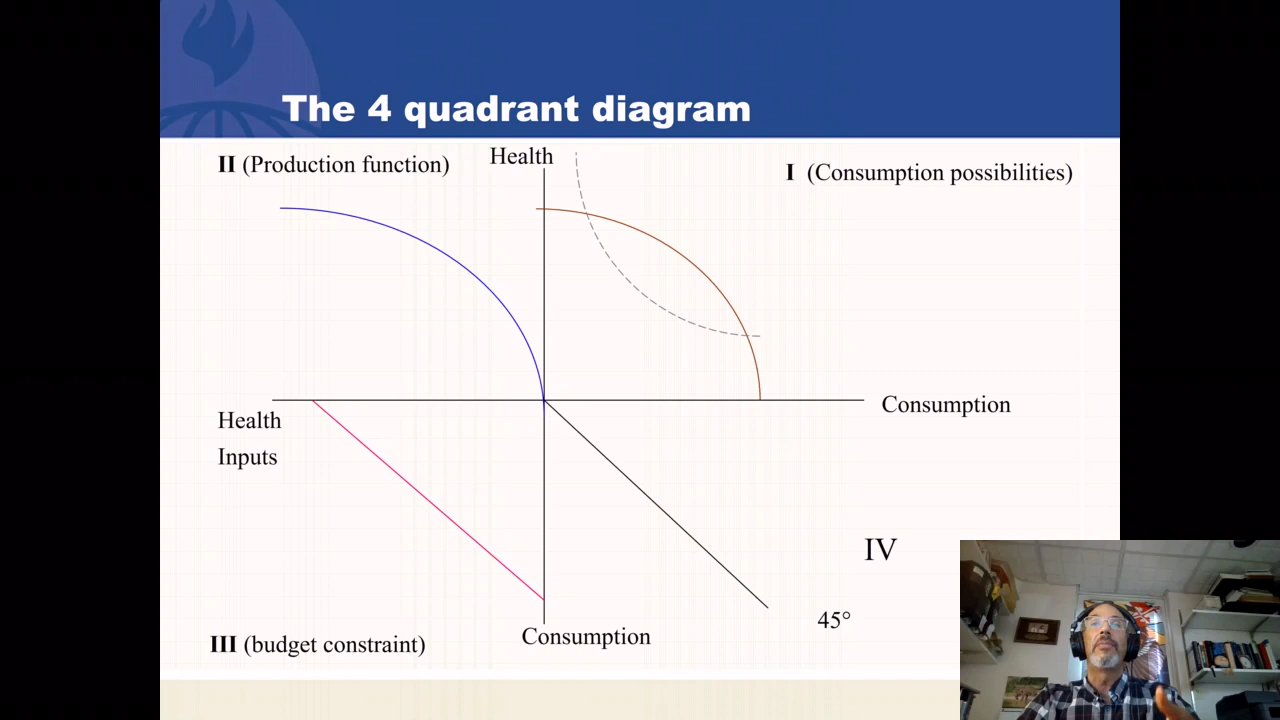 The 4 quadrant diagram
II (Production function)
Health
I (Consumption possibilities)
Health
Inputs
Consumption
IV
45°
III (budget constraint)
Consumption